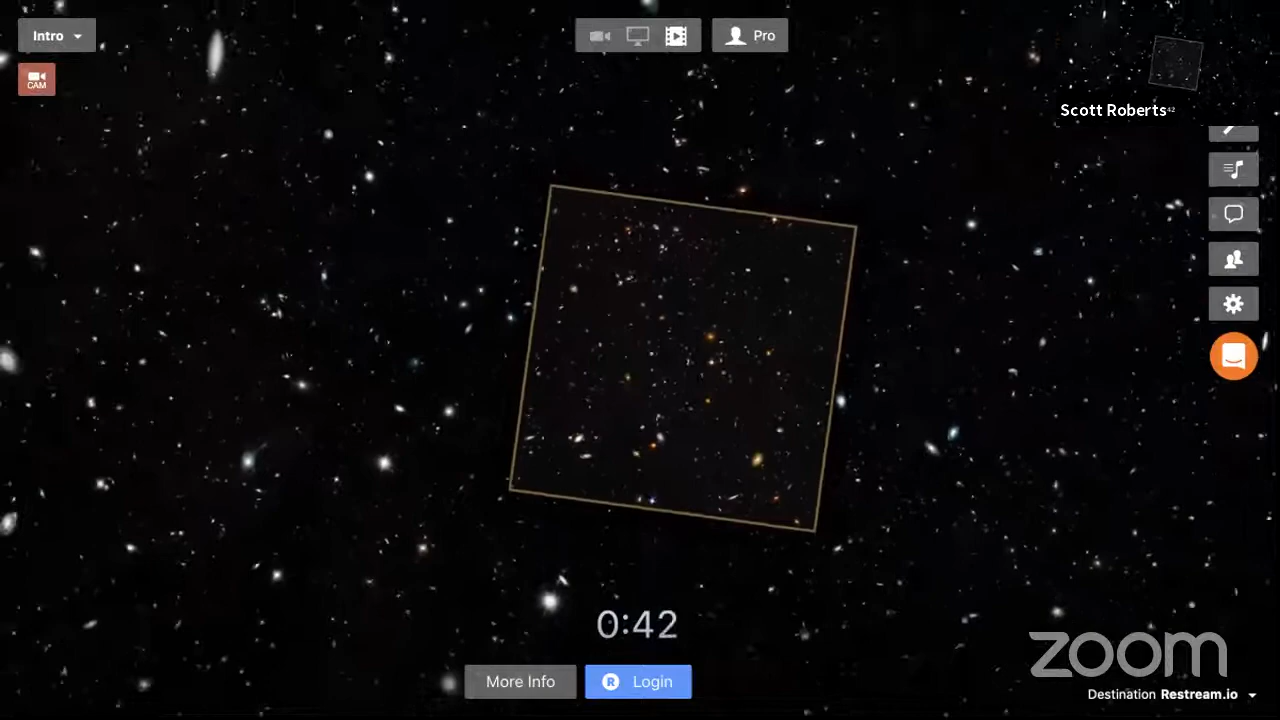 Intro
Pro
CAM
Scott Roberts
0:42
More Info
R Login
zoom
Destination Restream.io